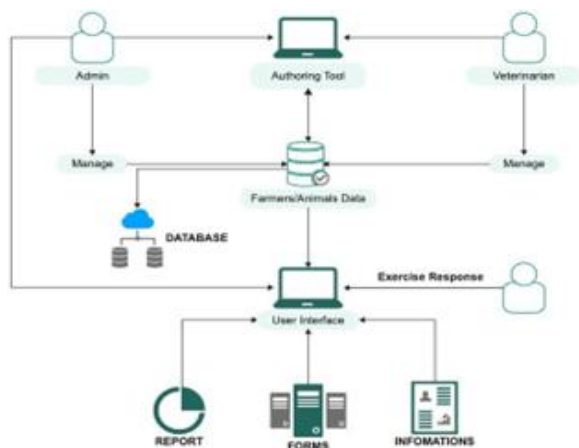 Admin
Authoring Tool
Veterinarian
Manage
Manage
Farmers/Animals Data
DATABASE
Exercise Response
User Interface
REPORT
FORMS
INFOMATIONS